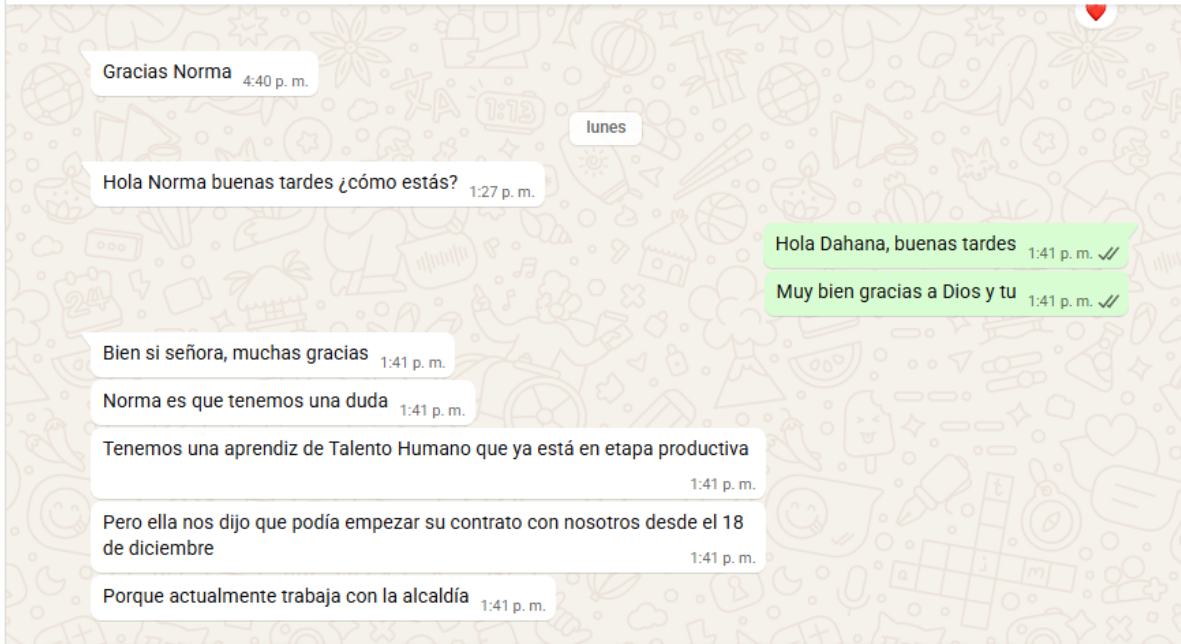 Gracias Norma 4:40 p. m.
lunes
Hola Norma buenas tardes ¿cómo estás? 1:27 p. m.
Hola Dahana, buenas tardes 1:41 p. m.
Muy bien gracias a Dios y tu 1:41 p. m.
Bien si señora, muchas gracias 1:41 p. m.
Norma es que tenemos una duda 1:41 p. m.
Tenemos una aprendiz de Talento Humano que ya está en etapa productiva
1:41 p. m.
Pero ella nos dijo que podía empezar su contrato con nosotros desde el 18
de diciembre 1:41 p. m.
Porque actualmente trabaja con la alcaldía 1:41 p. m.